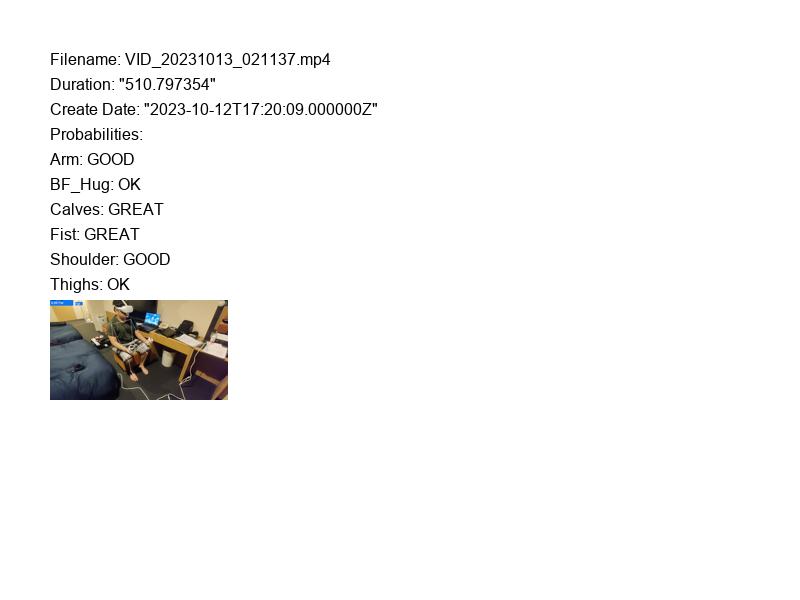 Filename: VID_20231013_021137.mp4
Duration: "510.797354"
Create Date: "2023-10-12T17:20:09.000000Z"
Probabilities:
Arm: GOOD
BF_Hug: OK
Calves: GREAT
Fist: GREAT
Shoulder: GOOD
Thighs: OK